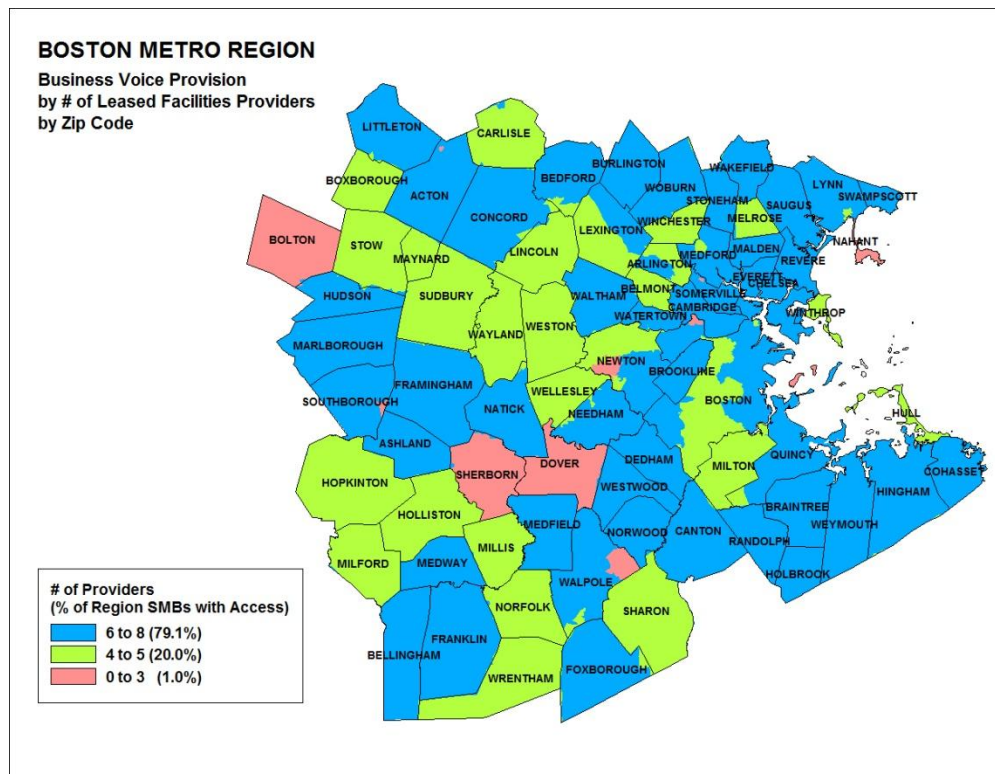 BOSTON METRO REGION
Business Voice Provision
by # of Leased Facilities Providers
by Zip Code
LITTLETON
CARLISLE
BOXBOROUGH
ACTON
CONCORD
BEDFORD
BURLINGTON
WOBURN
WAKEFIELD
STONEHAM
LYNN
SWAMPSCOTT
SAUGUS
MELROSE
WINCHESTER
LEXINGTON
BOLTON
STOW
MAYNARD
LINCOLN
ARLINGTON
MEDFORD
MALDEN
REVERE
NAHANT
EVERETT
CHELSEA
BELMONT
SOMERVILLE
CAMBRIDGE
WINTHROP
HUDSON
SUDBURY
WALTHAM
WATERTOWN
WAYLAND
WESTON
MARLBOROUGH
NEWTON
BROOKLINE
FRAMINGHAM
WELLESLEY
BOSTON
SOUTHBOROUGH
NATICK
NEEDHAM
HULL
ASHLAND
DEDHAM
QUINCY
SHERBORN
DOVER
MILTON
COHASSET
HOPKINTON
WESTWOOD
HINGHAM
HOLLISTON
BRAINTREE
WEYMOUTH
MEDFIELD
NORWOOD
CANTON
RANDOLPH
MILLIS
MILFORD
MEDWAY
HOLBROOK
WALPOLE
NORFOLK
SHARON
FRANKLIN
BELLINGHAM
FOXBOROUGH
WRENTHAM
# of Providers
(% of Region SMBs with Access)
6 to 8 (79.1%)
4 to 5 (20.0%)
0 to 3 (1.0%)